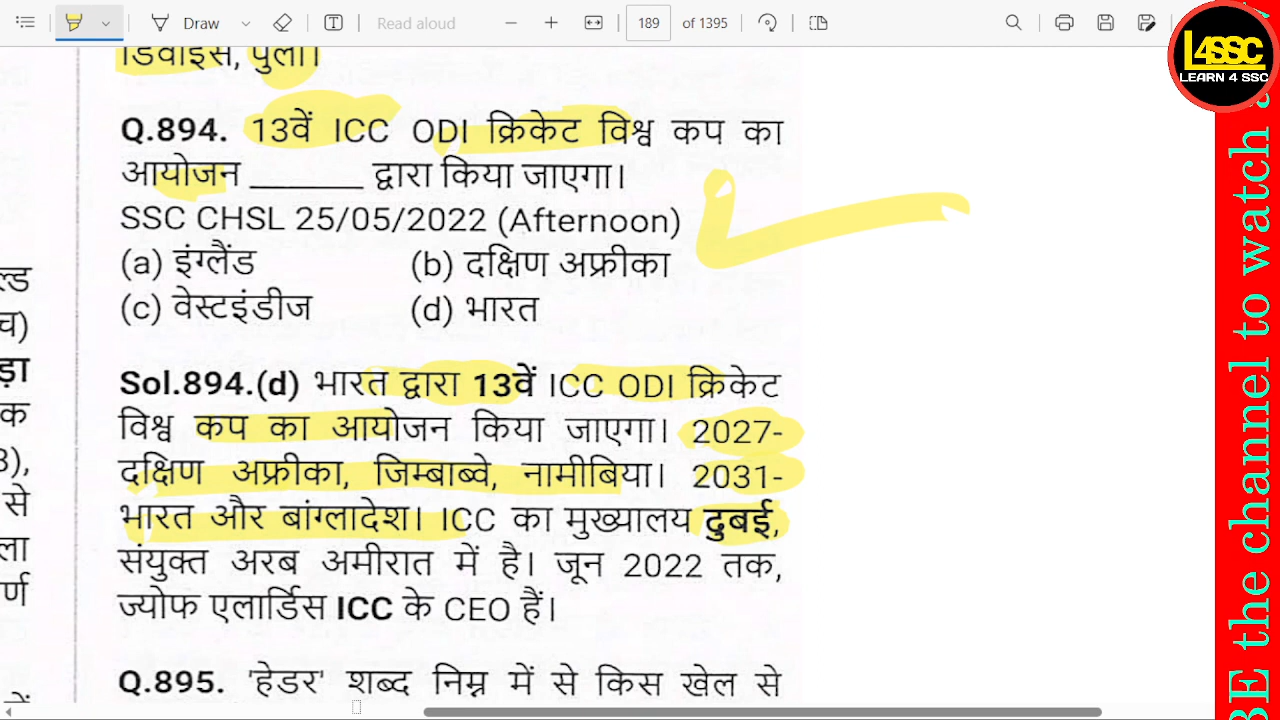 Draw
Read aloud
189 of 1395
L4SSC
LEARN 4 SSC
डिवाइस, पुली।
Q.894. 13वें ICC ODI क्रिकेट विश्व कप का
आयोजन ________ द्वारा किया जाएगा।
SSC CHSL 25/05/2022 (Afternoon)
(a) इंग्लैंड (b) दक्षिण अफ्रीका
(c) वेस्टइंडीज (d) भारत
Sol.894.(d) भारत द्वारा 13वें ICC ODI क्रिकेट
विश्व कप का आयोजन किया जाएगा। 2027-
दक्षिण अफ्रीका, जिम्बाब्वे, नामीबिया। 2031-
भारत और बांग्लादेश। ICC का मुख्यालय दुबई,
संयुक्त अरब अमीरात में है। जून 2022 तक,
ज्योफ एलार्डिस ICC के CEO हैं।
Q.895. 'हेडर' शब्द निम्न में से किस खेल से
क
से
BE the channel to watch